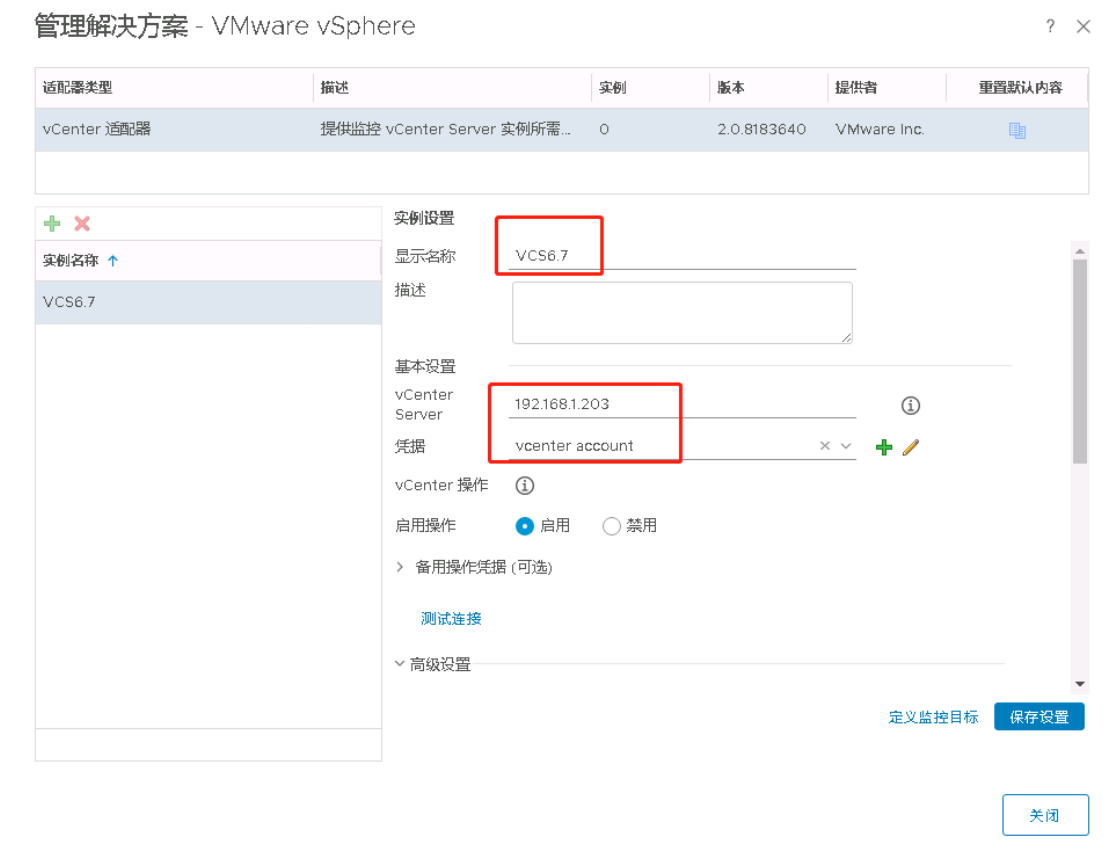 管理解决方案 - VMware vSphere
?
适配器类型 描述 实例 版本 提供者 重置默认内容
vCenter 适配器 提供监控 vCenter Server 实例所需... 0 2.0.8183640 VMware Inc.
实例名称
VCS6.7
实例设置
显示名称 VCS6.7
描述
基本设置
vCenter
Server
192.168.1.203
凭据 vcenter account
vCenter 操作
启用操作 启用 禁用
备用操作凭据 (可选)
测试连接
高级设置
定义监控目标 保存设置
关闭